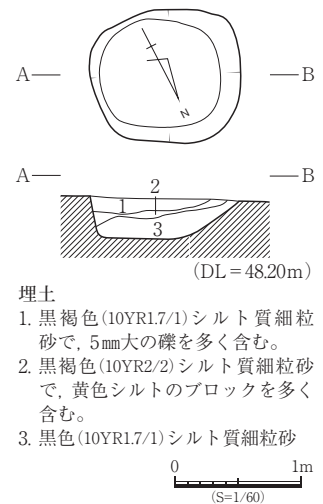 N
A B
A B
2
1
3
(DL=48.20m)
埋土
1. 黒褐色(10YR1.7/1)シルト質細粒
砂で, 5㎜大の礫を多く含む。
2. 黒褐色(10YR2/2)シルト質細粒砂
で, 黄色シルトのブロックを多く
含む。
3. 黒色(10YR1.7/1)シルト質細粒砂
0 1m
(S=1/60)